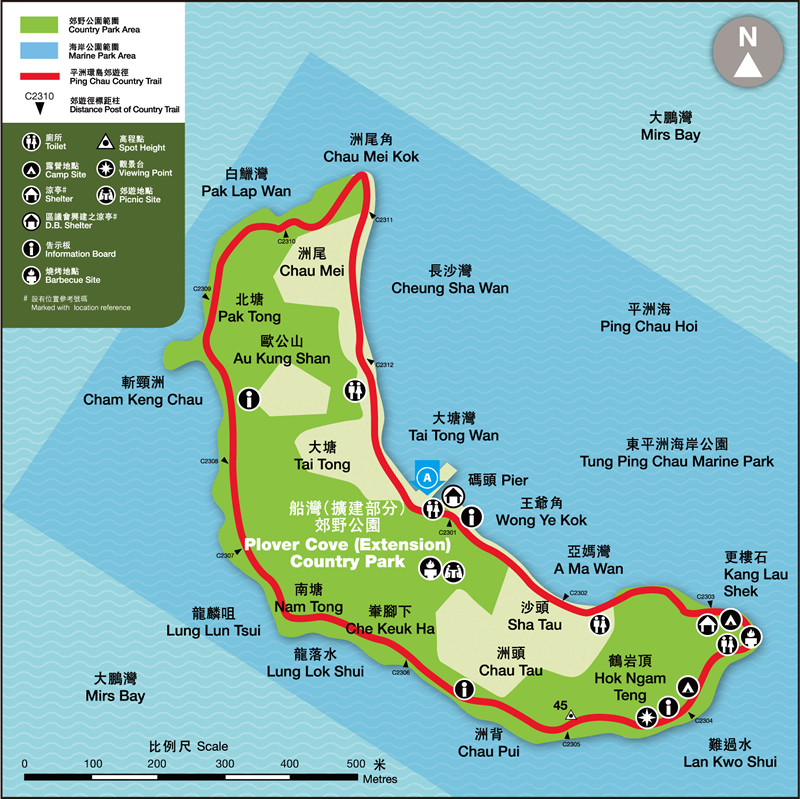 郊野公園範圍
Country Park Area
海岸公園範圍
Marine Park Area
平洲環島郊遊徑
Ping Chau Country Trail
C2310
郊遊徑標距柱
Distance Post of Country Trail
廁所
Toilet
高程點
Spot Height
露營地點
Camp Site
觀景台
Viewing Point
涼亭#
Shelter
郊遊地點
Picnic Site
區議會興建之涼亭#
D.B. Shelter
告示板
Information Board
燒烤地點
Barbecue Site
# 設有位置參考號碼
Marked with location reference
N
大鵬灣
Mirs Bay
洲尾角
Chau Mei Kok
白鱲灣
Pak Lap Wan
C2311
C2310
洲尾
Chau Mei
長沙灣
Cheung Sha Wan
C2309
北塘
Pak Tong
平洲海
Ping Chau Hoi
歐公山
Au Kung Shan
C2312
斬頸洲
Cham Keng Chau
大塘灣
Tai Tong Wan
大塘
Tai Tong
東平洲海岸公園
Tung Ping Chau Marine Park
C2308
A
碼頭 Pier
船灣(擴建部分)
郊野公園
Plover Cove (Extension)
Country Park
王爺角
Wong Ye Kok
C2301
C2307
亞媽灣
A Ma Wan
更樓石
Kang Lau
Shek
南塘
Nam Tong
C2302
C2303
龍麟咀
Lung Lun Tsui
峯腳下
Che Keuk Ha
沙頭
Sha Tau
龍落水
Lung Lok Shui
洲頭
Chau Tau
鶴岩頂
Hok Ngam
Teng
C2306
大鵬灣
Mirs Bay
45
C2304
洲背
Chau Pui
C2305
難過水
Lan Kwo Shui
比例尺 Scale
0 100 200 300 400 500 米
Metres